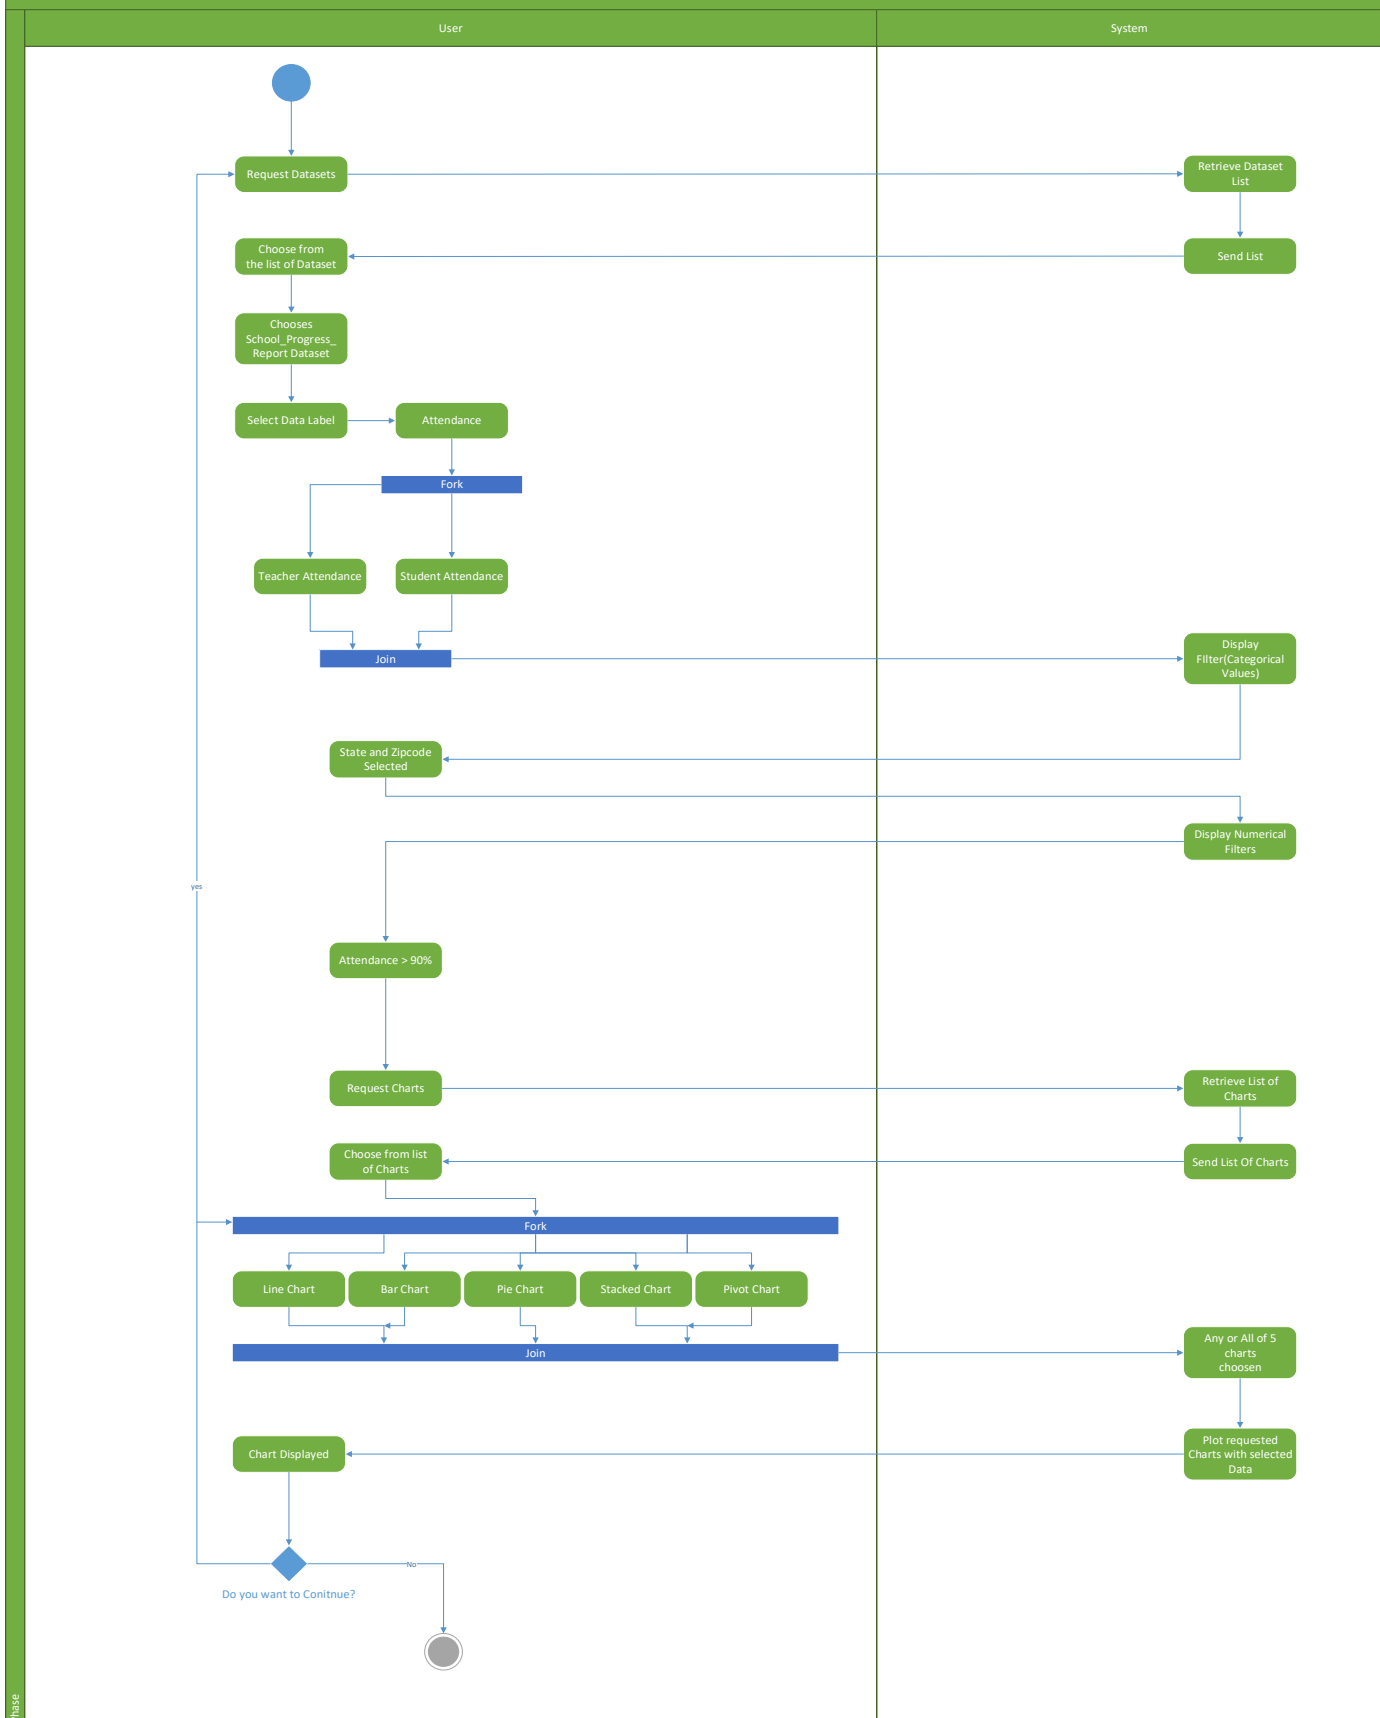 User
System
Request Datasets
Retrieve Dataset
List
Choose from
the list of Dataset
Send List
Chooses
School_Progress_
Report Dataset
Select Data Label
Attendance
Fork
Teacher Attendance
Student Attendance
Join
Display
FIlter(Categorical
Values)
State and Zipcode
Selected
Display Numerical
Filters
yes
Attendance > 90%
Request Charts
Retrieve List of
Charts
Choose from list
of Charts
Send List Of Charts
Fork
Line Chart
Bar Chart
Pie Chart
Stacked Chart
Pivot Chart
Join
Any or All of 5
charts
choosen
Chart Displayed
Plot requested
Charts with selected
Data
No
Do you want to Conitnue?